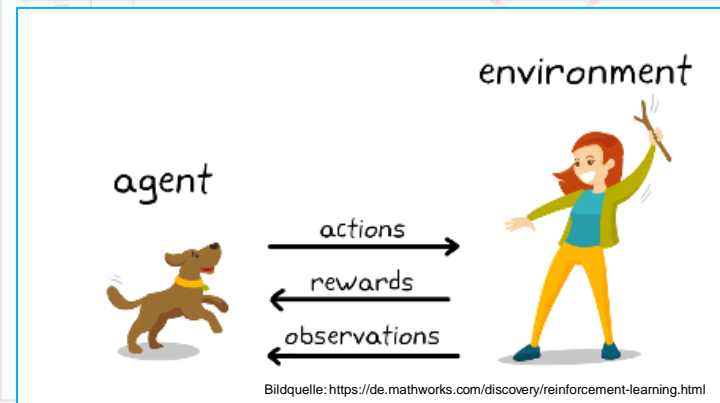 environment
agent
actions
rewards
observations
Bildquelle: https://de.mathworks.com/discovery/reinforcement-learning.html